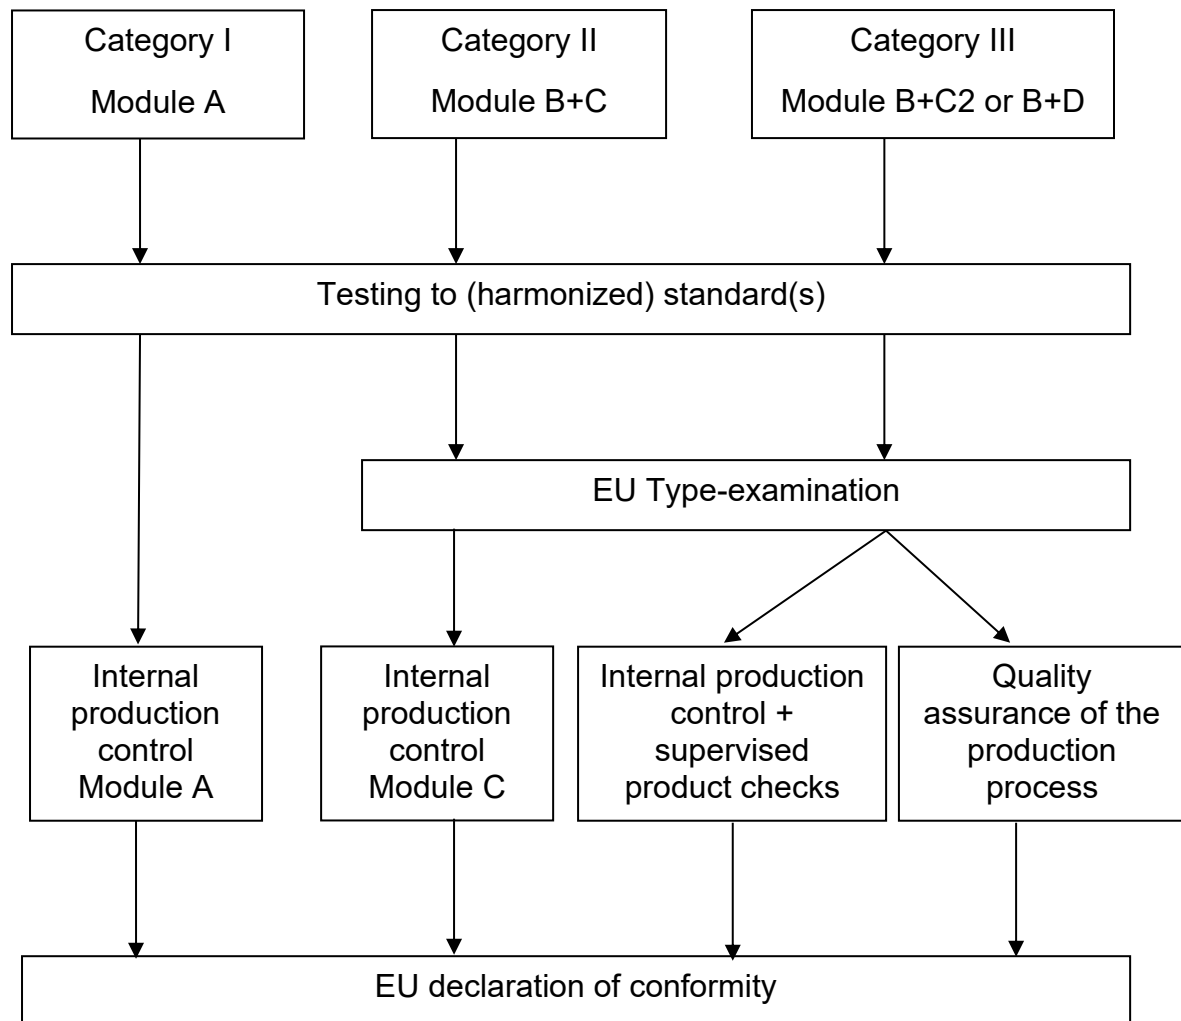 Category I
Module A
Category II
Module B+C
Category III
Module B+C2 or B+D
Testing to (harmonized) standard(s)
EU Type-examination
Internal
production
control
Module A
Internal
production
control
Module C
Internal production
control +
supervised
product checks
Quality
assurance of the
production
process
EU declaration of conformity